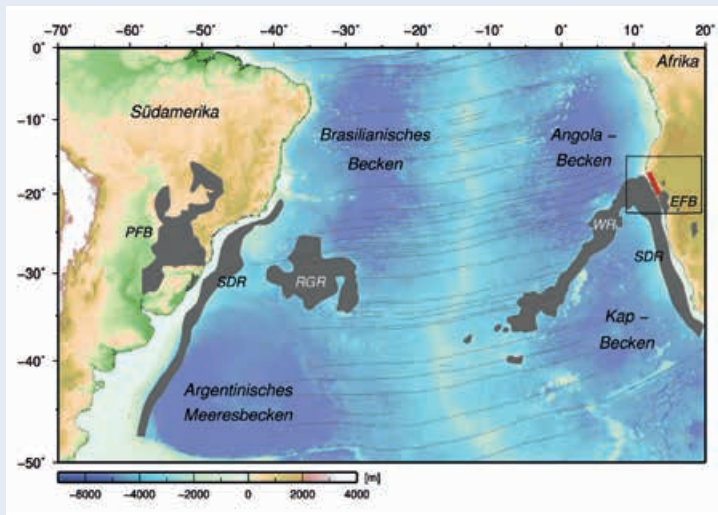 −70˚ −60˚ −50˚ −40˚ −30˚ −20˚ −10˚ 0˚ 10˚ 20˚
0˚
Afrika
Südamerika
−10˚
Brasilianisches
Becken
Angola −
Becken
−20˚
PFB
EFB
WR
SDR
SDR
RGR
−30˚
Kap −
Becken
−40˚
Argentinisches
Meeresbecken
−50˚
[m]
−6000 −4000 −2000 0 2000 4000